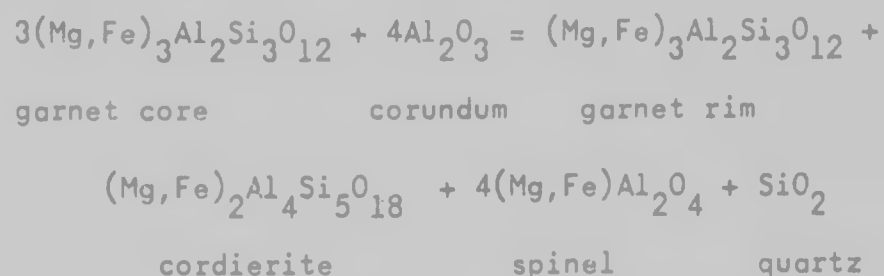 3(Mg,Fe)₃Al₂Si₃O₁₂ + 4Al₂O₃ = (Mg,Fe)₃Al₂Si₃O₁₂ +
garnet core corundum garnet rim
(Mg,Fe)₂Al₄Si₅O₁₈ + 4(Mg,Fe)Al₂O₄ + SiO₂
cordierite spinel quartz